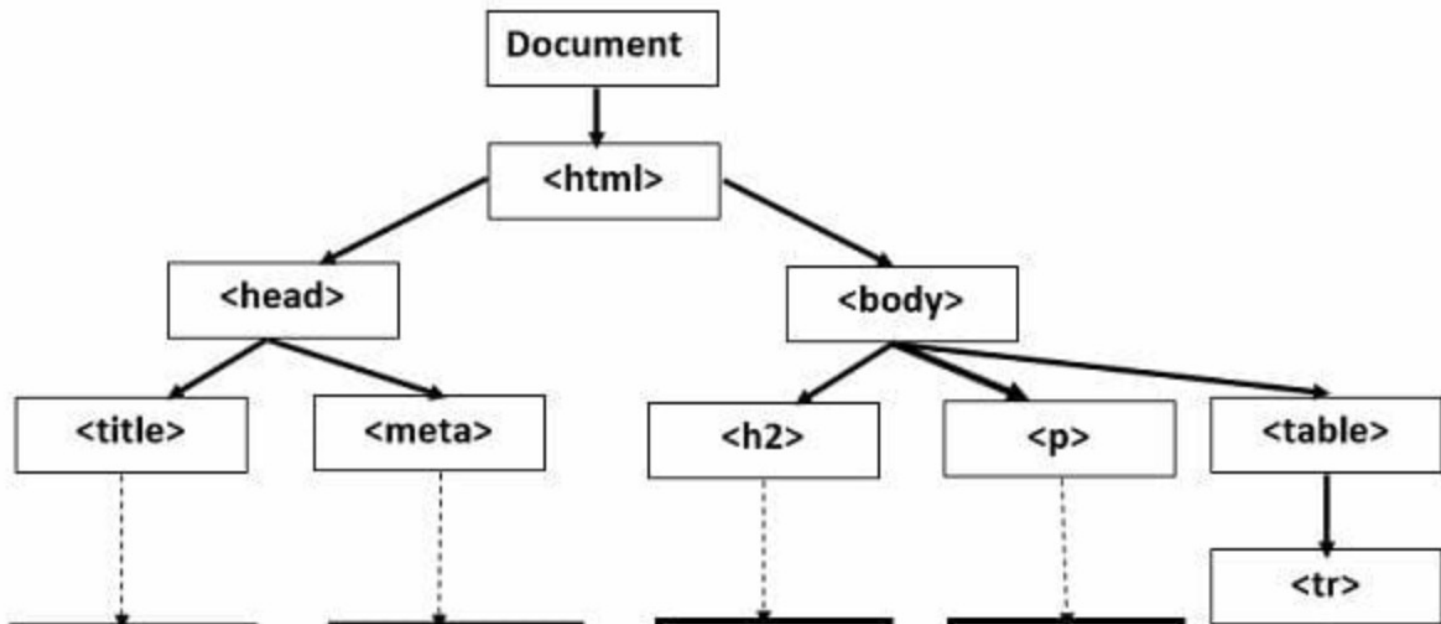 Document
<html>
<head>
<body>
<title>
<meta>
<h2>
<p>
<table>
<tr>